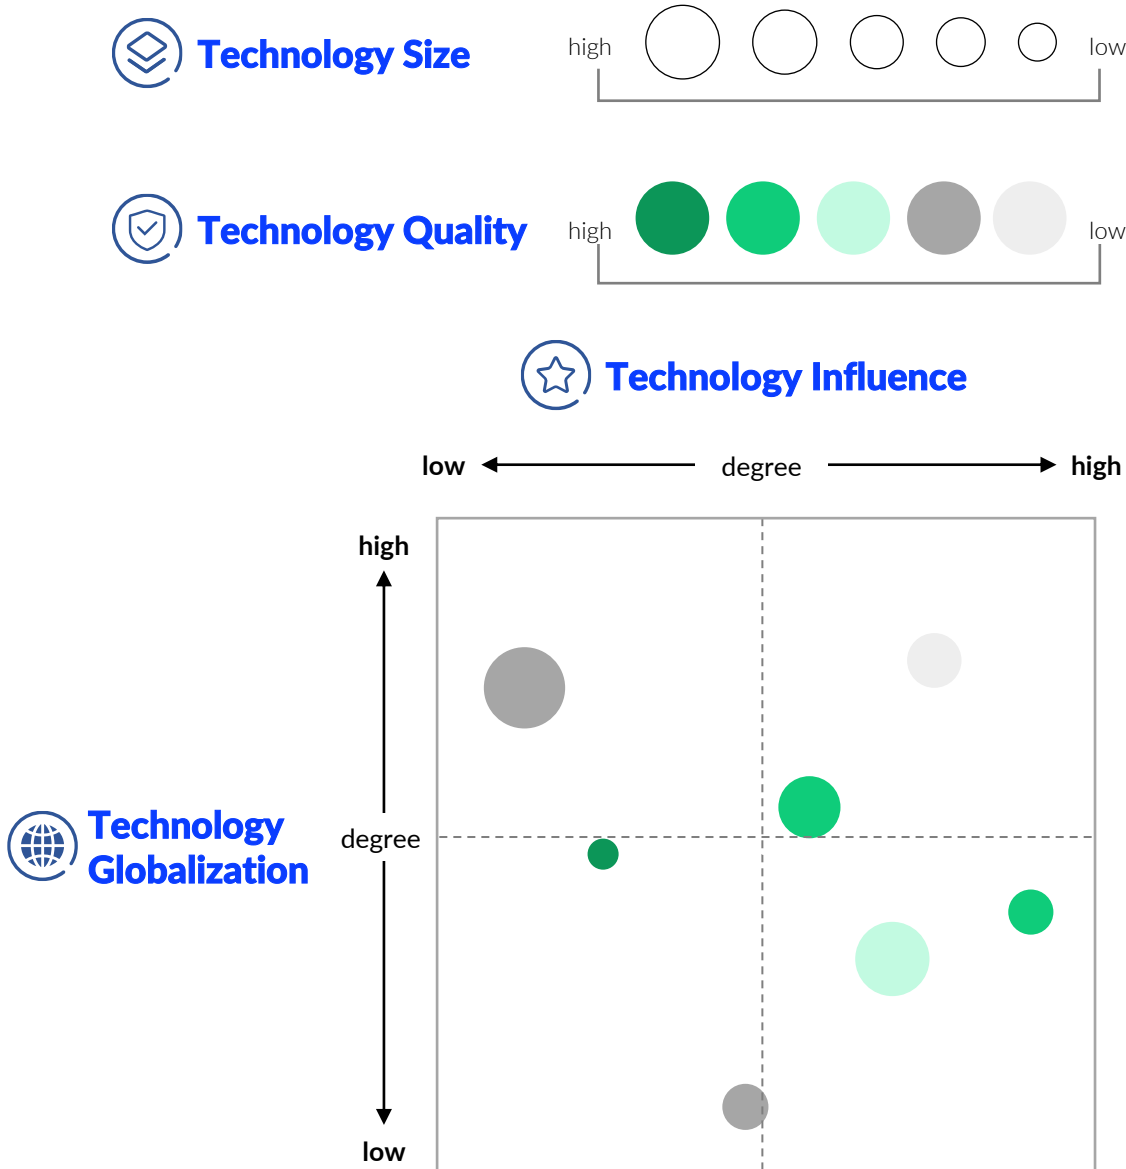 Technology Size
high
low
Technology Quality
high
low
Technology Influence
low
degree
high
high
Technology
Globalization
degree
low